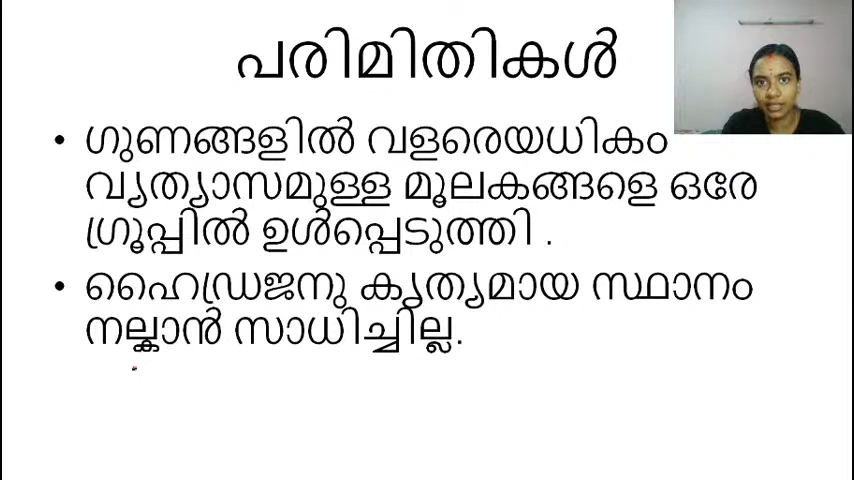 പരിമിതികൾ
• ഗുണങ്ങളിൽ വളരെയധികം
വ്യത്യാസമുള്ള മൂലകങ്ങളെ ഒരേ
ഗ്രൂപ്പിൽ ഉൾപ്പെടുത്തി .
• ഹൈഡ്രജനു കൃത്യമായ സ്ഥാനം
നല്കാൻ സാധിച്ചില്ല.